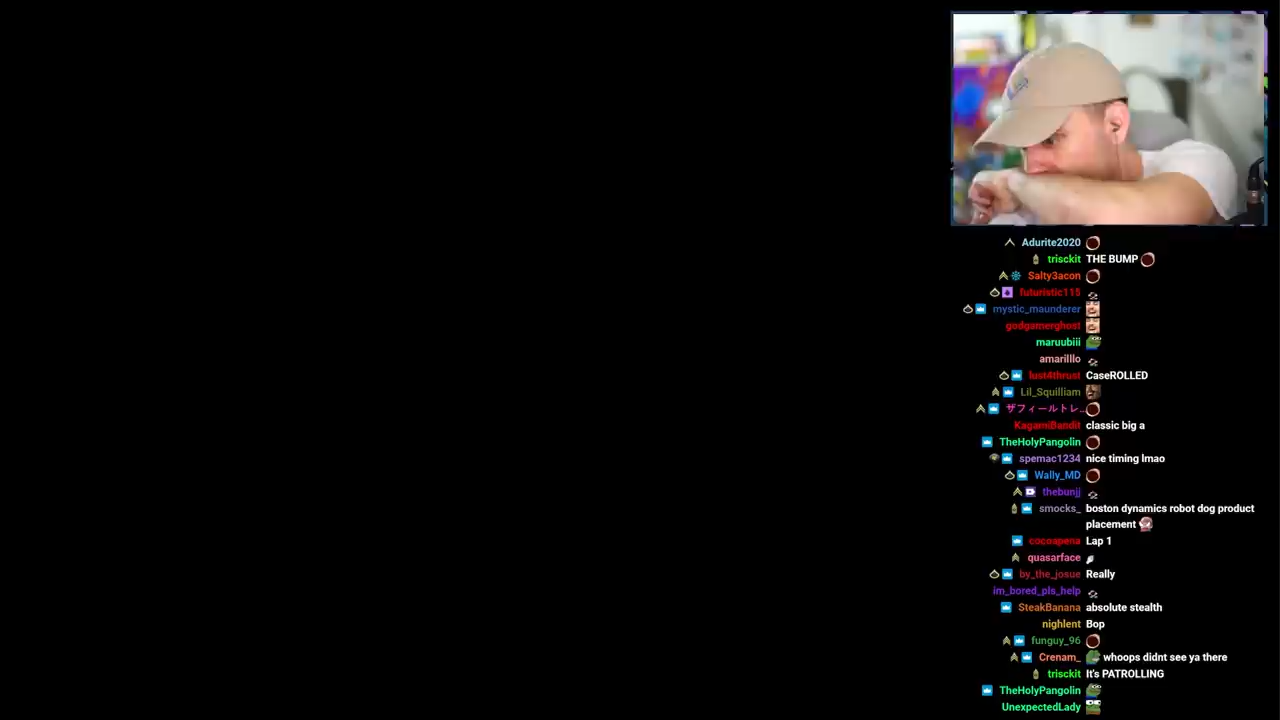 Adurite2020
trisckit THE BUMP
Salty3acon
futuristic115
mystic_maunderer
godgamerghost
maruubiii
amarilllo
lust4thrust CaseROLLED
Lil_Squilliam
ザフィールトレ...
KagamiBandit classic big a
TheHolyPangolin
spemac1234 nice timing lmao
Wally_MD
thebunjj
smocks_ boston dynamics robot dog product
placement
cocoapena Lap 1
quasarface
by_the_josue Really
im_bored_pls_help
SteakBanana absolute stealth
nighlent Bop
funguy_96
Crenam_ whoops didnt see ya there
trisckit It's PATROLLING
TheHolyPangolin
UnexpectedLady